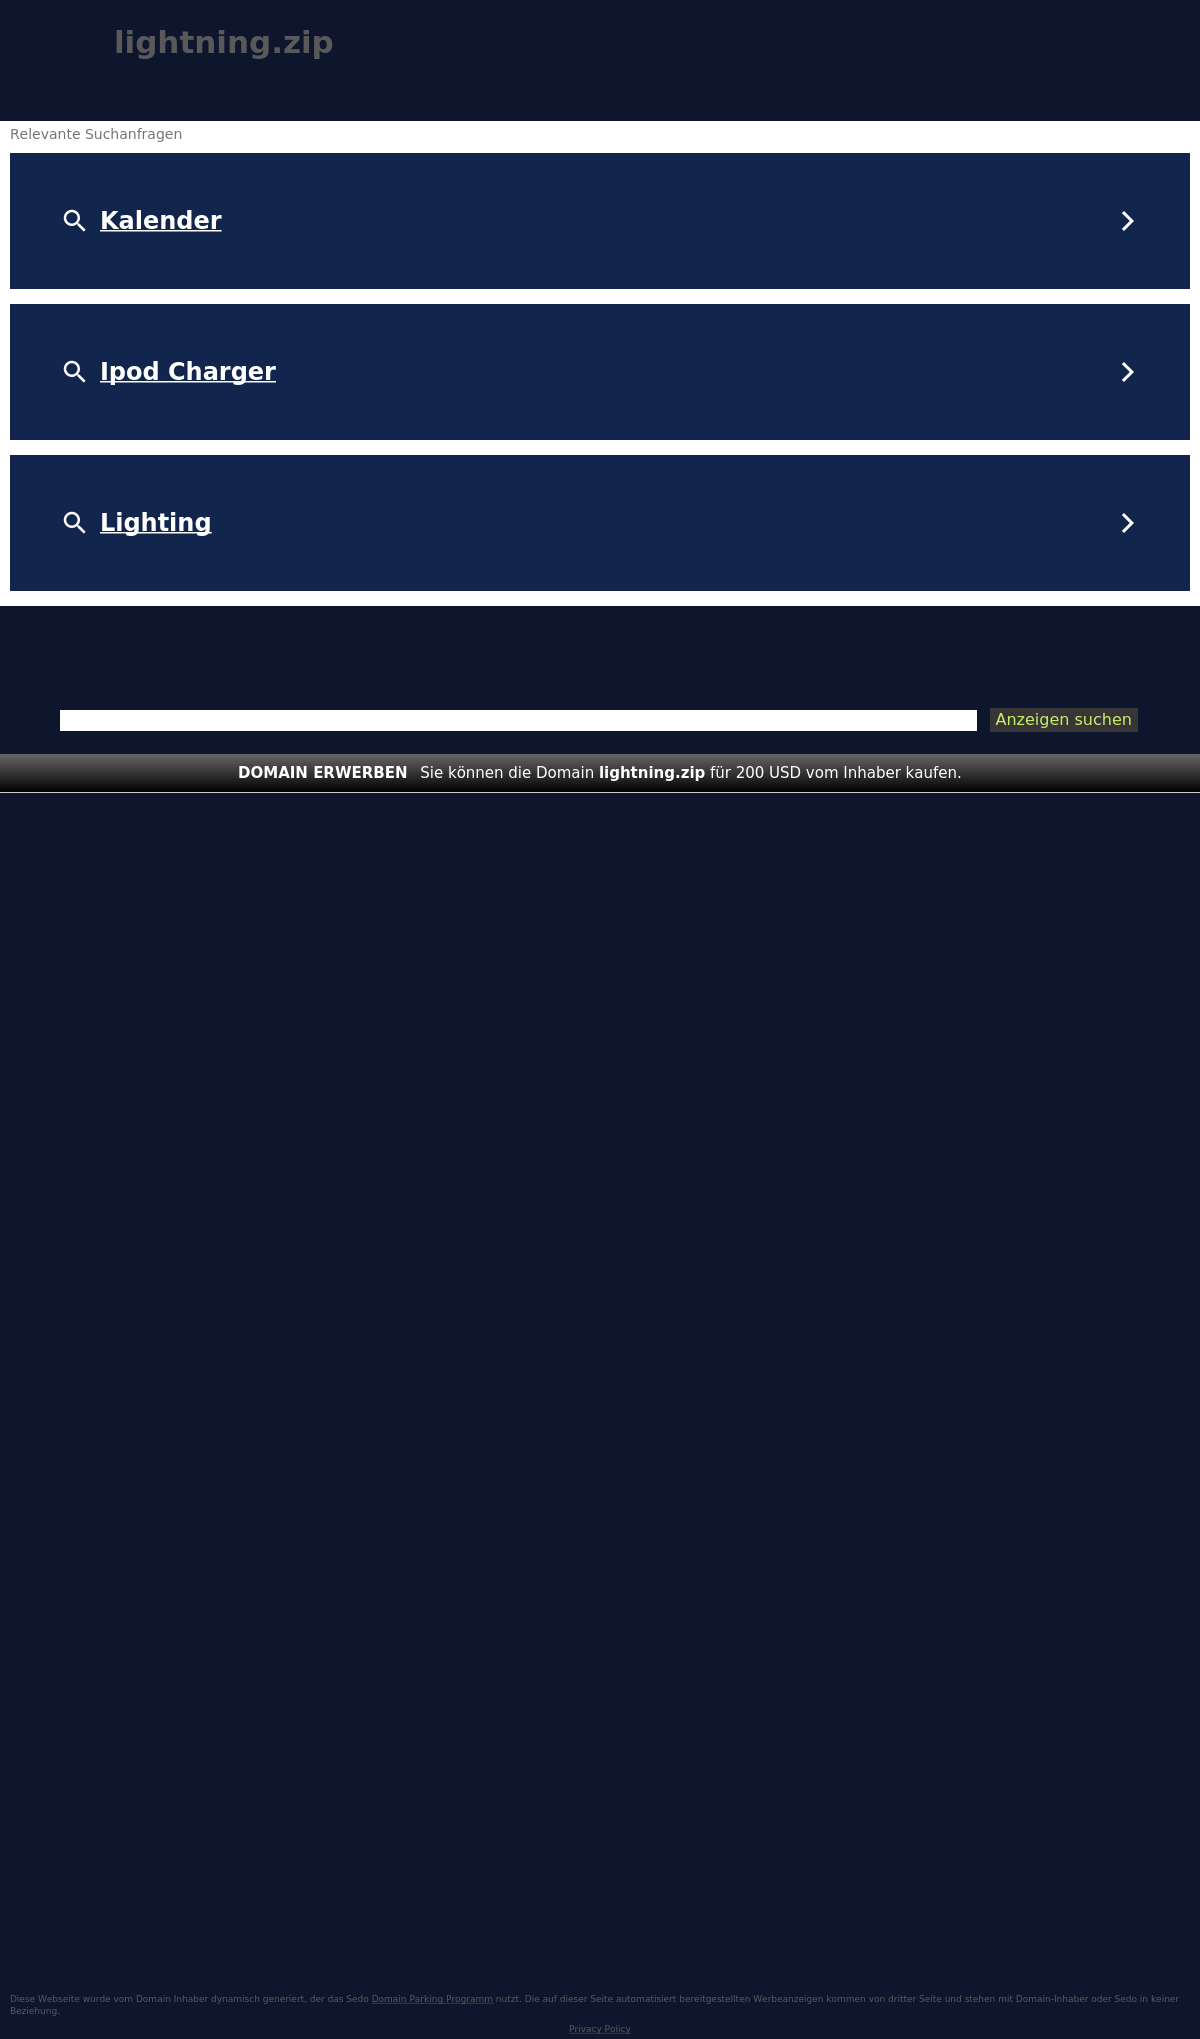 lightning.zip
Relevante Suchanfragen
Kalender
Ipod Charger
Lighting
Anzeigen suchen
DOMAIN ERWERBEN Sie können die Domain lightning.zip für 200 USD vom Inhaber kaufen.
Diese Webseite wurde vom Domain Inhaber dynamisch generiert, der das Sedo Domain Parking Programm nutzt. Die auf dieser Seite automatisiert bereitgestellten Werbeanzeigen kommen von dritter Seite und stehen mit Domain-Inhaber oder Sedo in keiner
Beziehung.
Privacy Policy